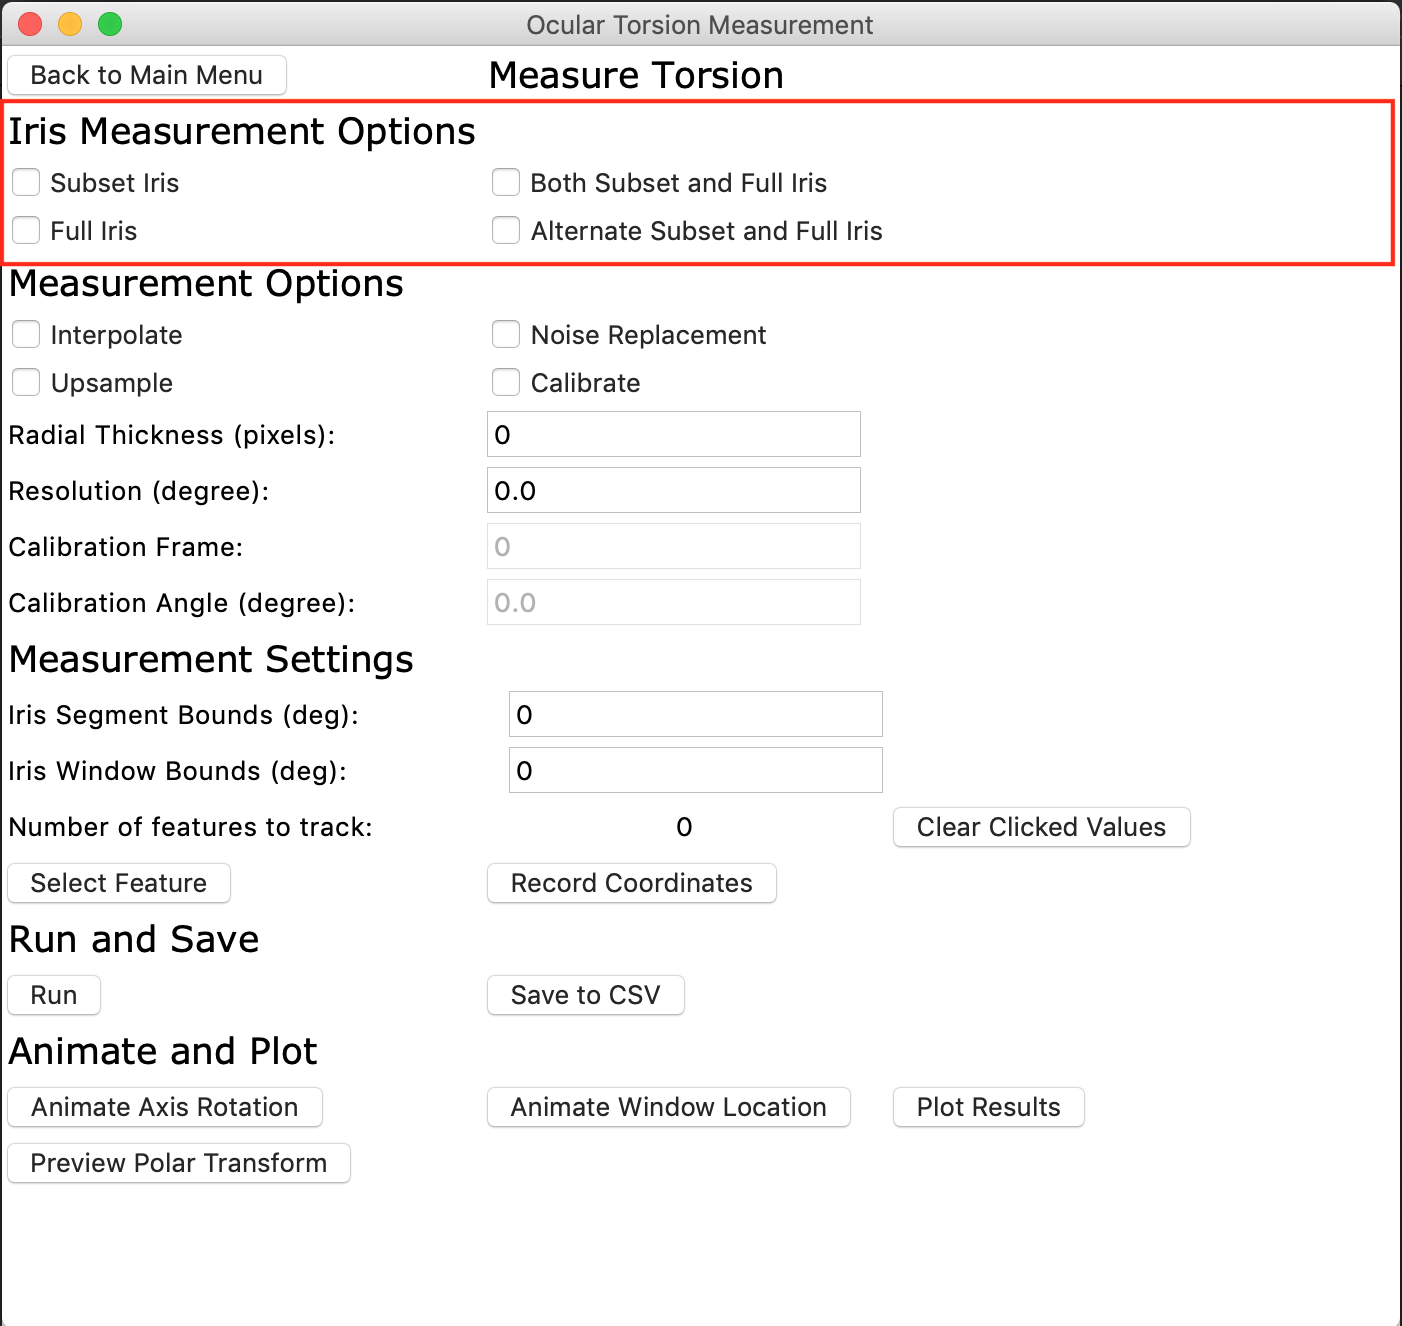 Ocular Torsion Measurement
Back to Main Menu Measure Torsion
Iris Measurement Options
Subset Iris Both Subset and Full Iris
Full Iris Alternate Subset and Full Iris
Measurement Options
Interpolate Noise Replacement
Upsample Calibrate
Radial Thickness (pixels): 0
Resolution (degree): 0.0
Calibration Frame: 0
Calibration Angle (degree): 0.0
Measurement Settings
Iris Segment Bounds (deg): 0
Iris Window Bounds (deg): 0
Number of features to track: 0 Clear Clicked Values
Select Feature Record Coordinates
Run and Save
Run Save to CSV
Animate and Plot
Animate Axis Rotation Animate Window Location Plot Results
Preview Polar Transform